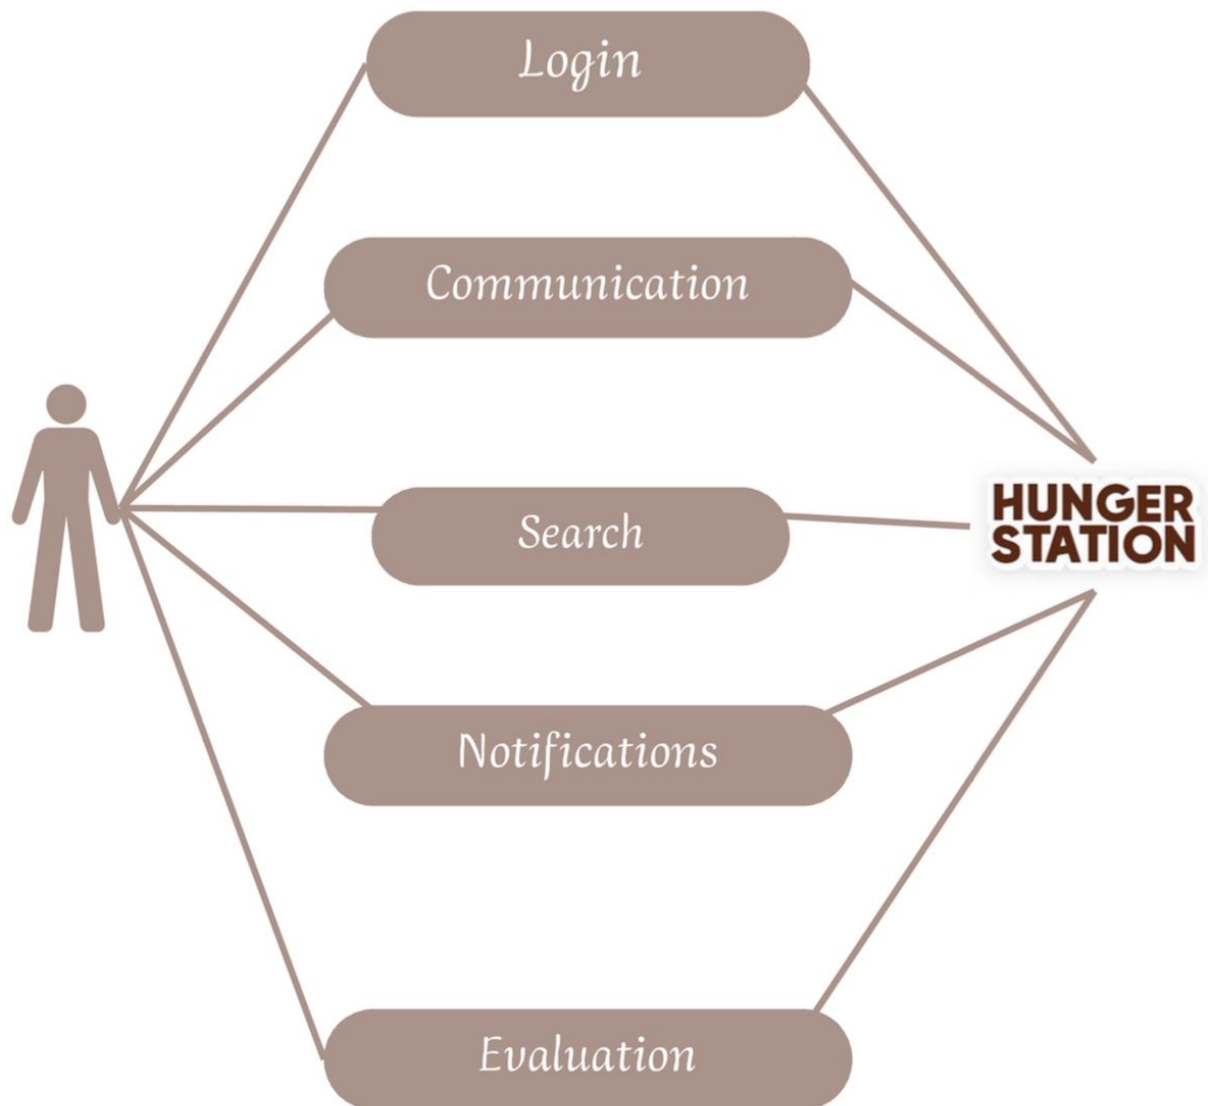 Login
Communication
Search
HUNGER
STATION
Notifications
Evaluation